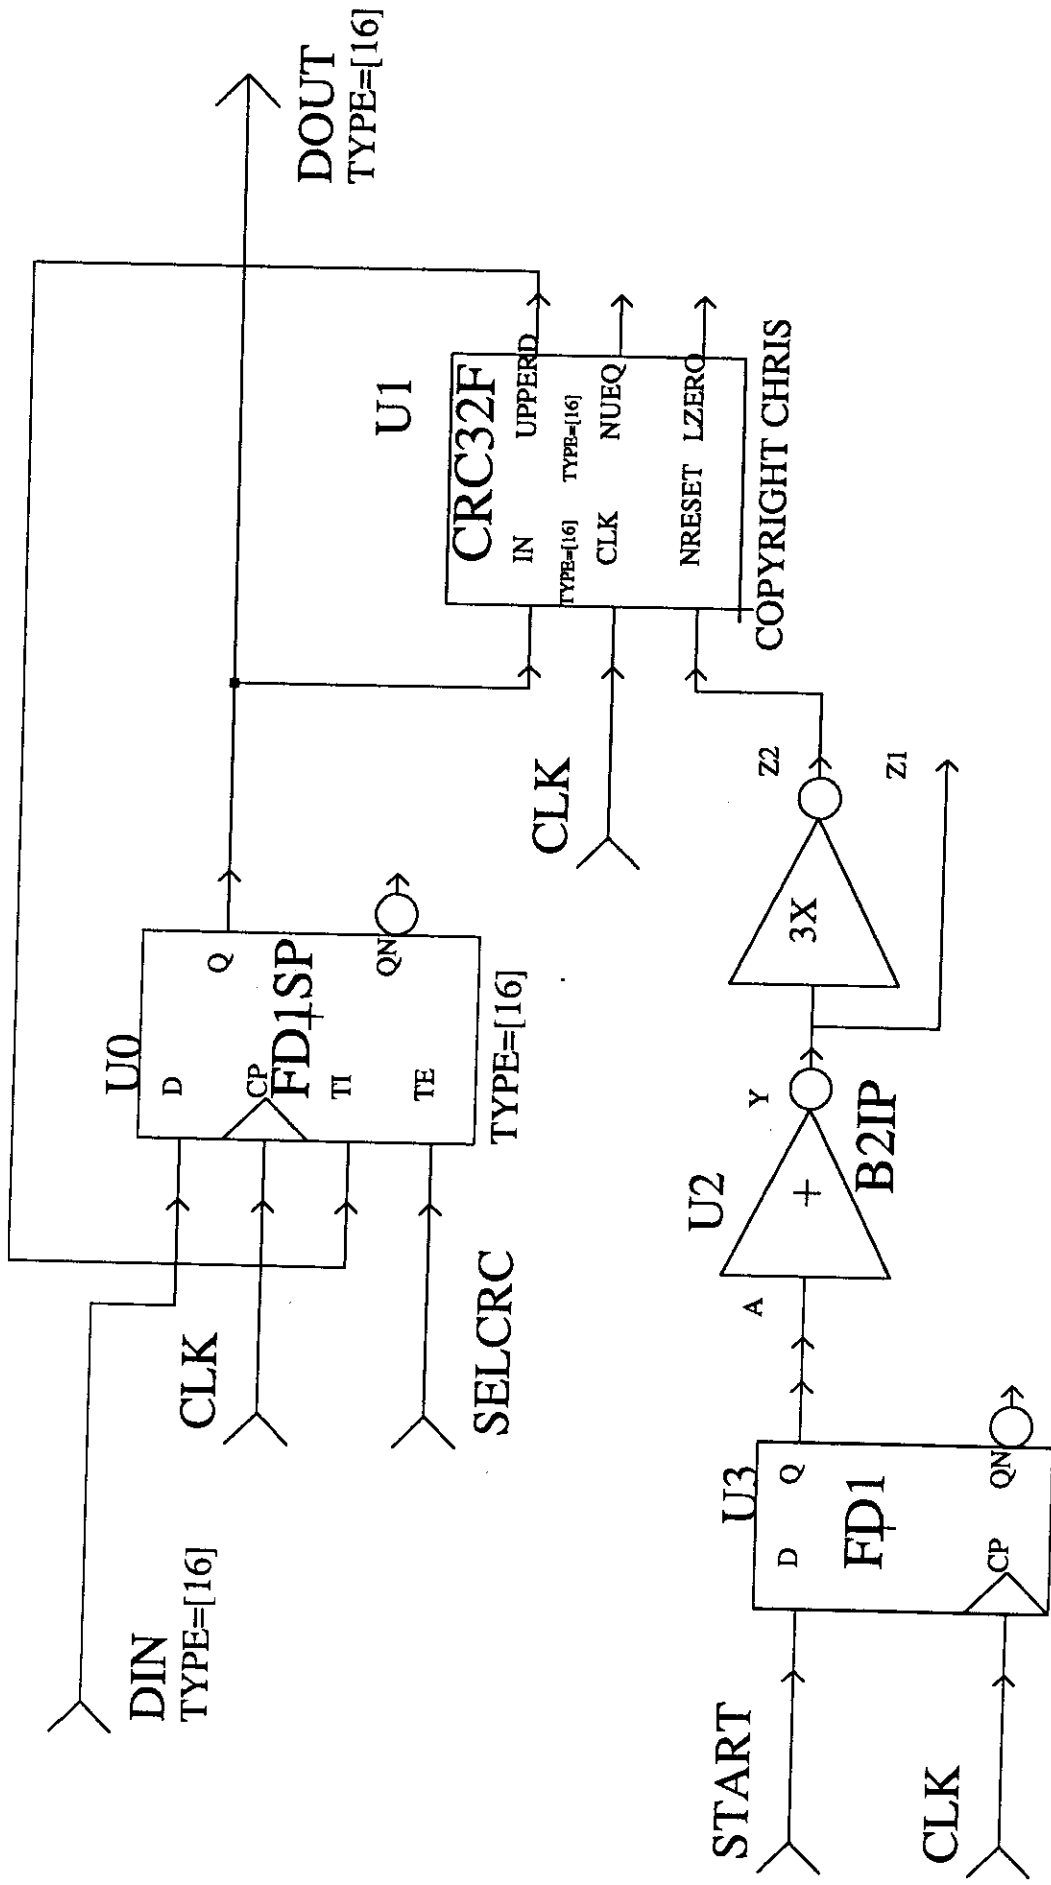 DIN
TYPE=[16]
CLK
SELCRC
U0
D
Q
CP
FD1SP
TI
QN
TE
TYPE=[16]
DOUT
TYPE=[16]
U1
CRC32F
IN
UPPERD
TYPE=[16]
TYPE=[16]
CLK
NUEQ
NRESET
LZERO
COPYRIGHT CHRIS
CLK
START
CLK
U3
D
Q
FD1
CP
QN
U2
A
Y
B2IP
3X
Z2
Z1